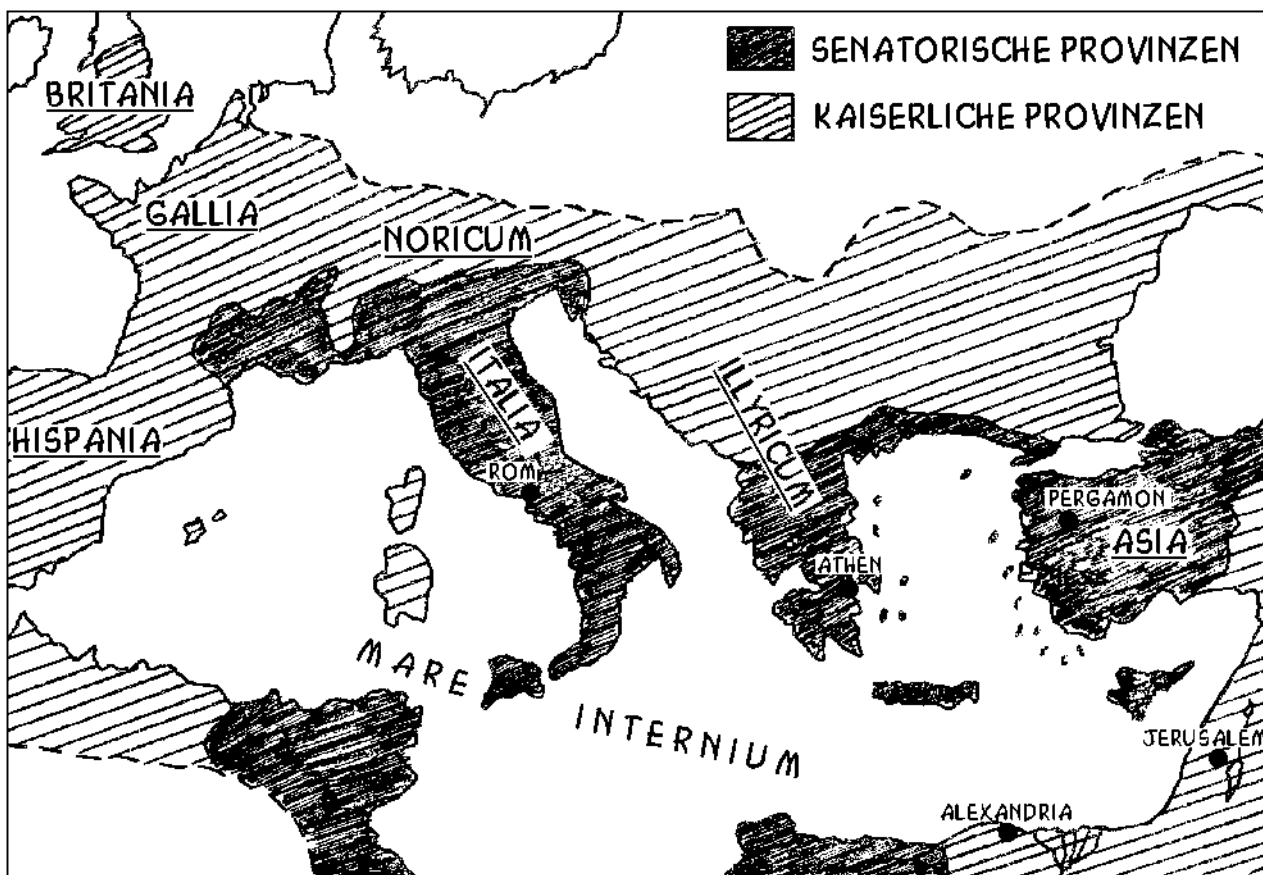 SENATORISCHE PROVINZEN
KAISERLICHE PROVINZEN
BRITANIA
GALLIA
NORICUM
ITALIA
ILLYRICUM
HISPANIA
ROM
PERGAMON
ASIA
ATHEN
MARE INTERNIUM
JERUSALEM
ALEXANDRIA